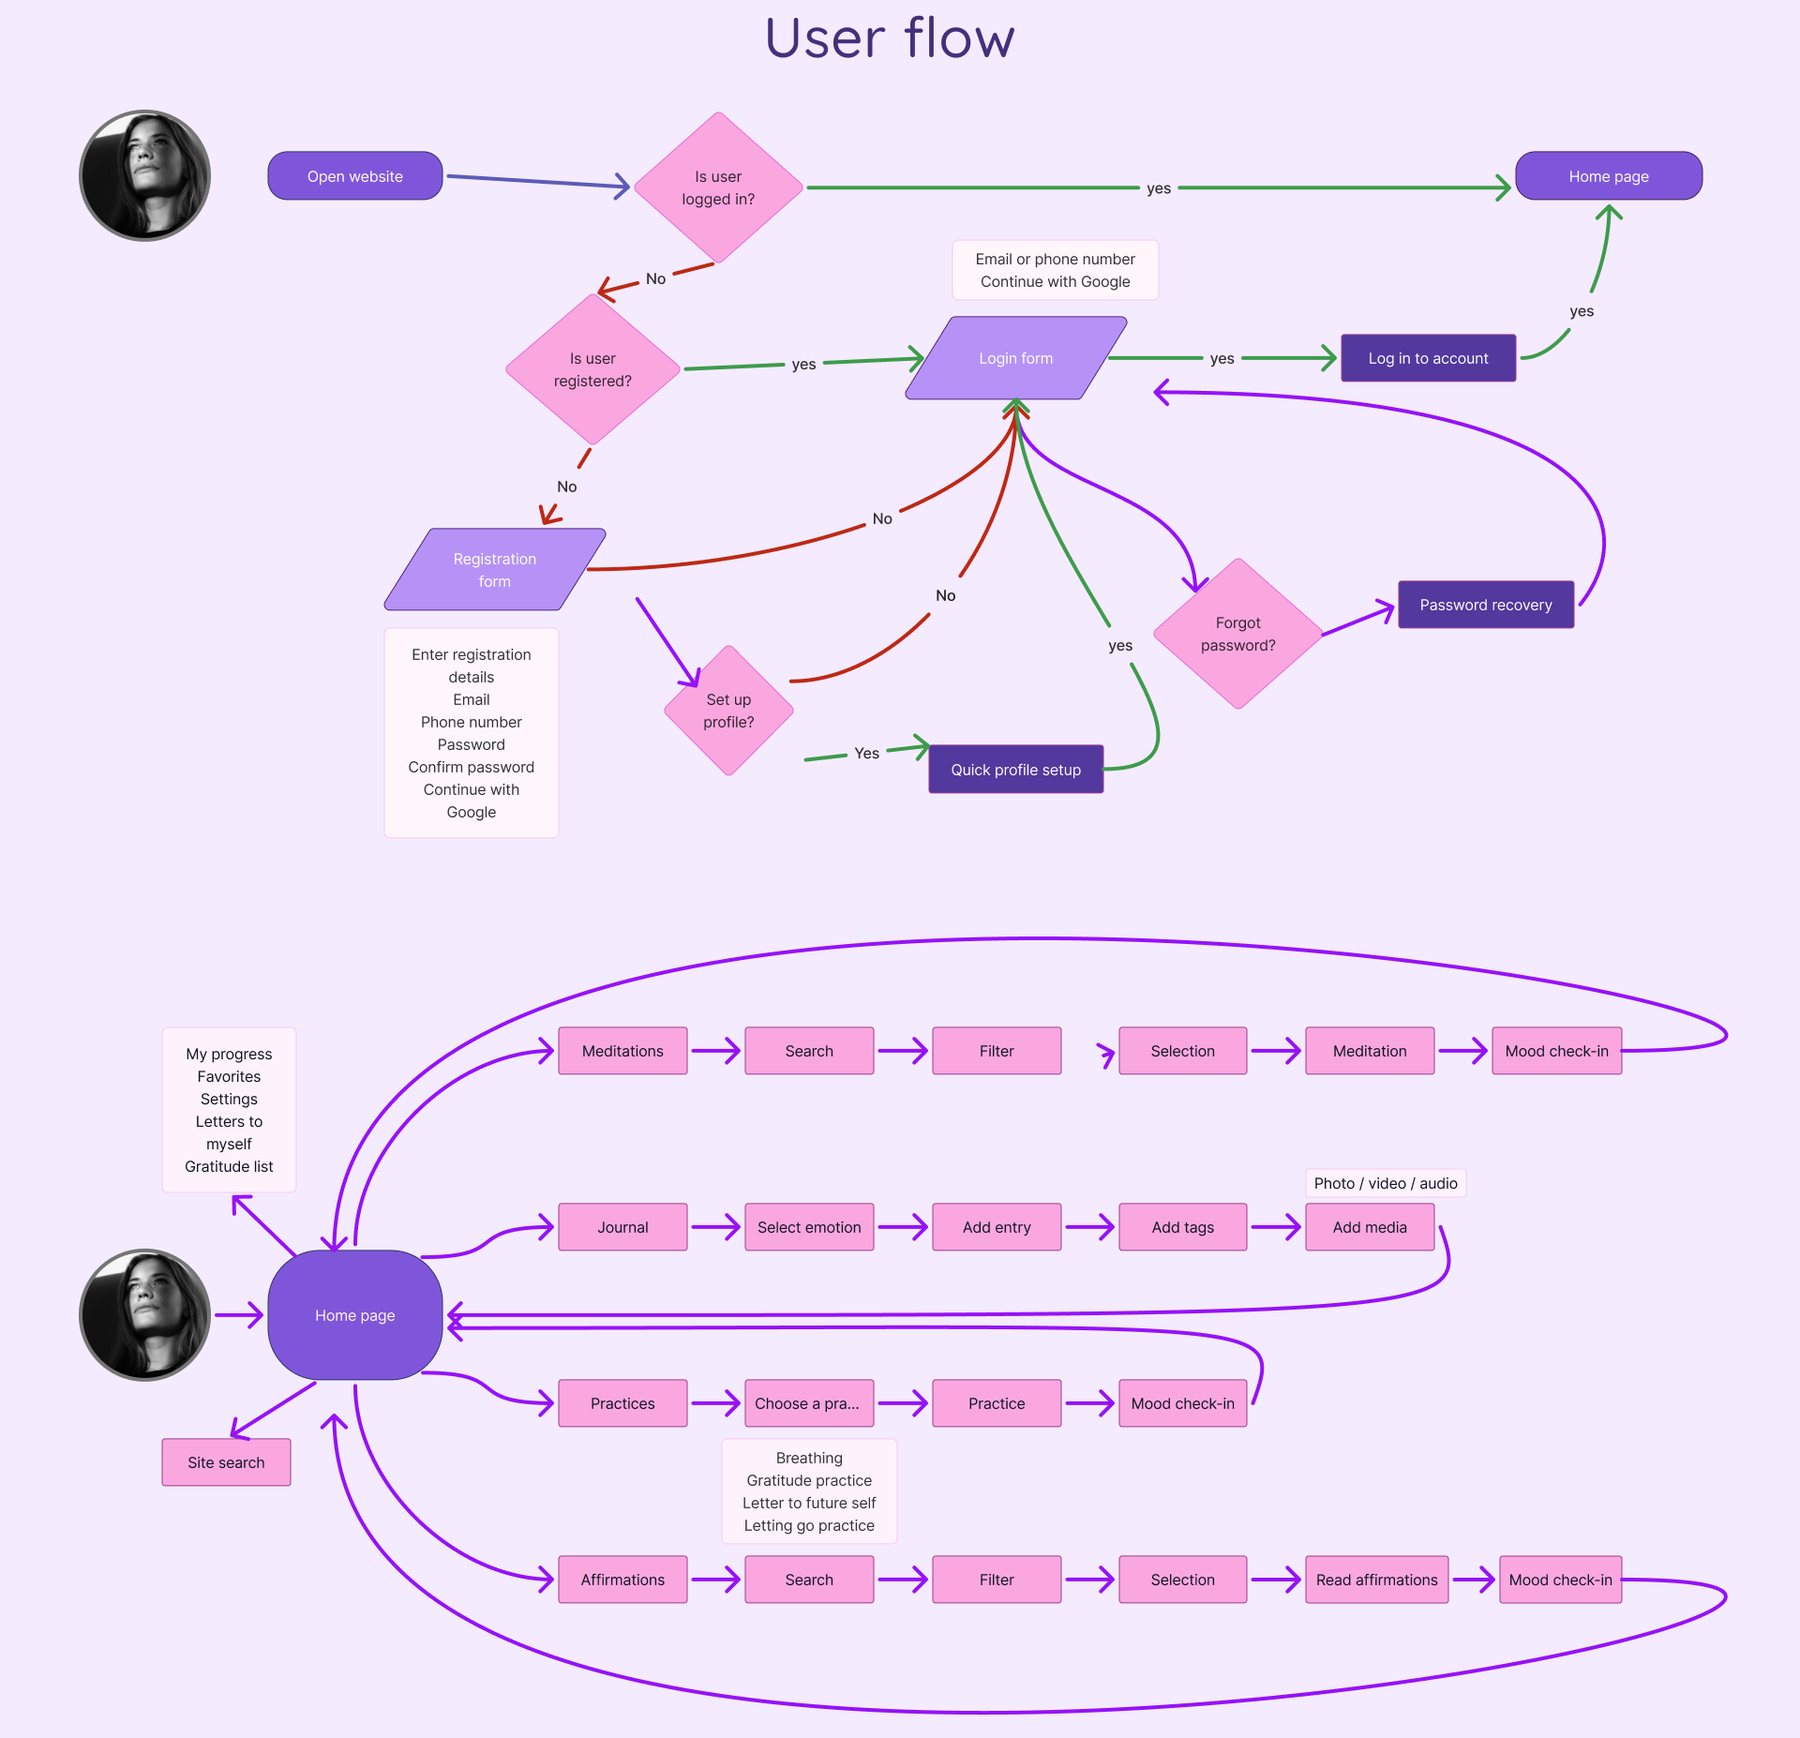 User flow
Open website
Is user
logged in?
yes
Home page
No
Email or phone number
Continue with Google
Is user
registered?
yes
Login form
yes
Log in to account
yes
No
No
Registration
form
No
yes
Forgot
password?
Password recovery
Enter registration
details
Email
Phone number
Password
Confirm password
Continue with
Google
Set up
profile?
Yes
Quick profile setup
My progress
Favorites
Settings
Letters to
myself
Gratitude list
Meditations
Search
Filter
Selection
Meditation
Mood check-in
Photo / video / audio
Journal
Select emotion
Add entry
Add tags
Add media
Home page
Practices
Choose a pra...
Practice
Mood check-in
Site search
Breathing
Gratitude practice
Letter to future self
Letting go practice
Affirmations
Search
Filter
Selection
Read affirmations
Mood check-in